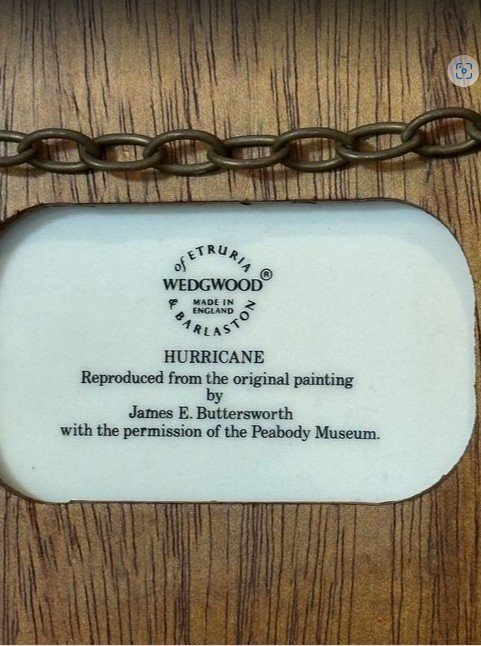 of ETRURIA
WEDGWOOD®
MADE IN
ENGLAND
& BARLASTON
HURRICANE
Reproduced from the original painting
by
James E. Buttersworth
with the permission of the Peabody Museum.